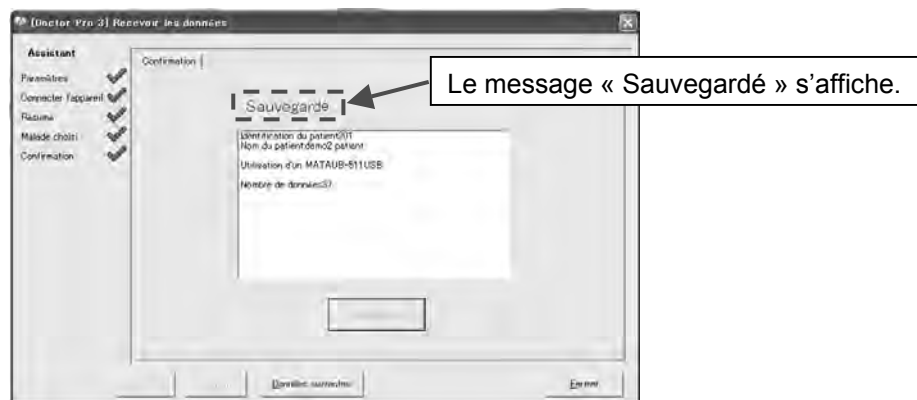 [Doctor Pro 3] Recevoir les données
Assistant
Paramètres
Connecter l'appareil
Résumé
Malade choisi
Confirmation
Confirmation
Sauvegardé
Identification du patient201
Nom du patientdemo2 patient
Utilisation d'un MATAUB-511USB
Nombre de données37
Données suivantes
Fermer
Le message « Sauvegardé » s’affiche.